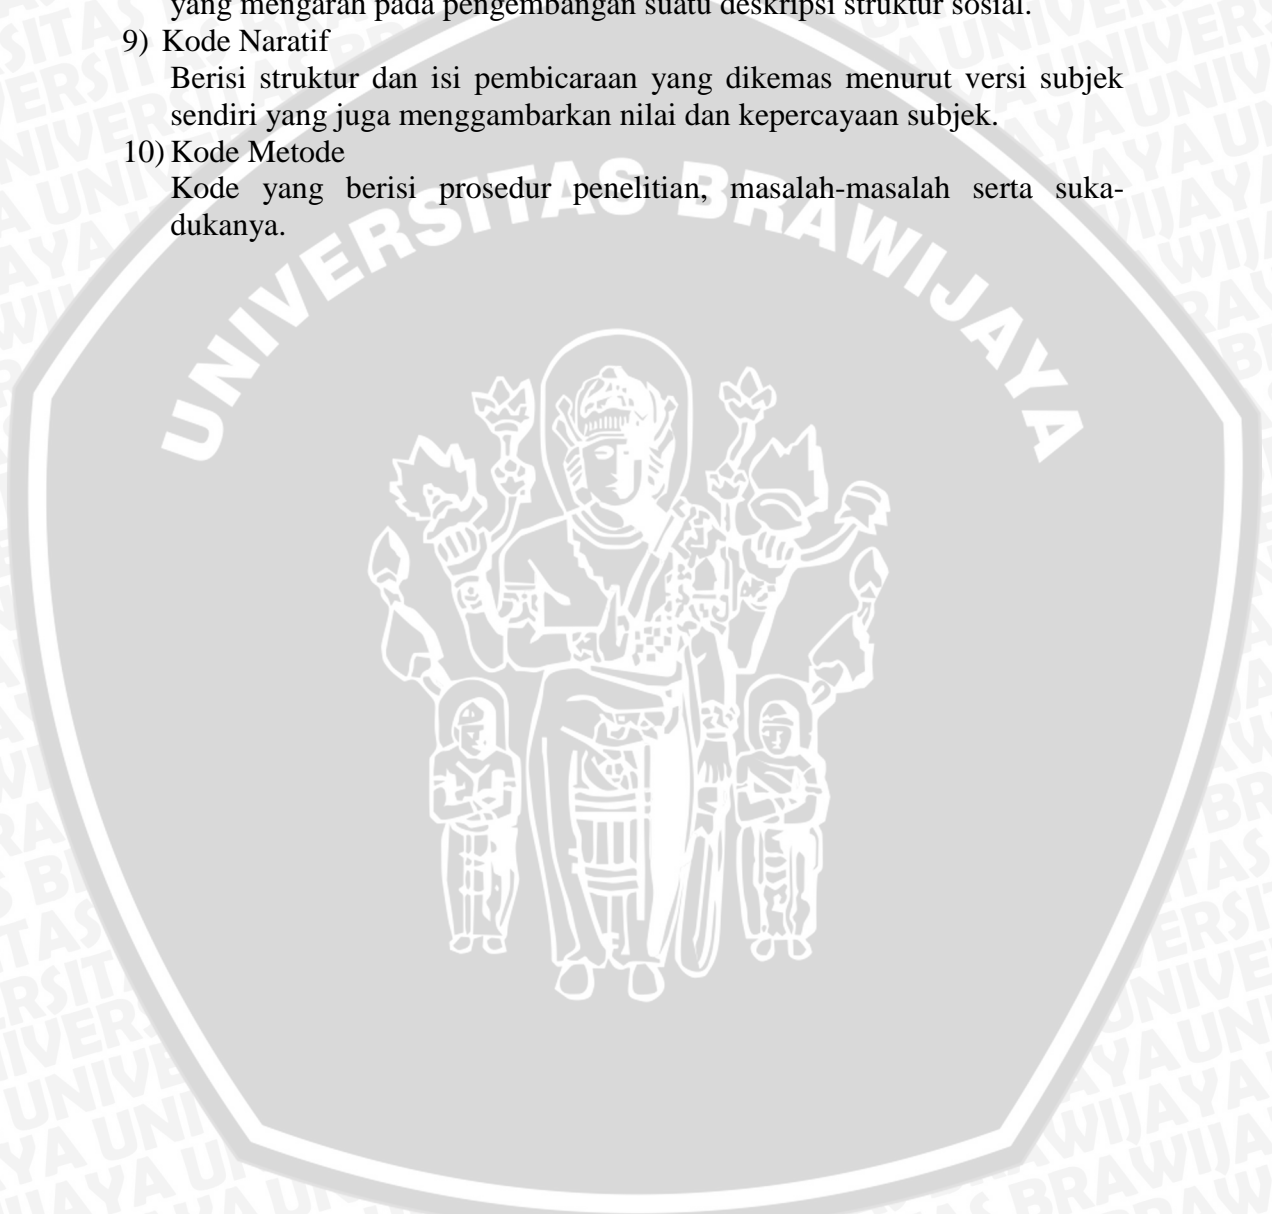 yang mengarah pada pengembangan suatu deskripsi struktur sosial.
9) Kode Naratif
Berisi struktur dan isi pembicaraan yang dikemas menurut versi subjek
sendiri yang juga menggambarkan nilai dan kepercayaan subjek.
10) Kode Metode
Kode yang berisi prosedur penelitian, masalah-masalah serta suka-
dukanya.
UNIVERSITAS BRAWIJAYA